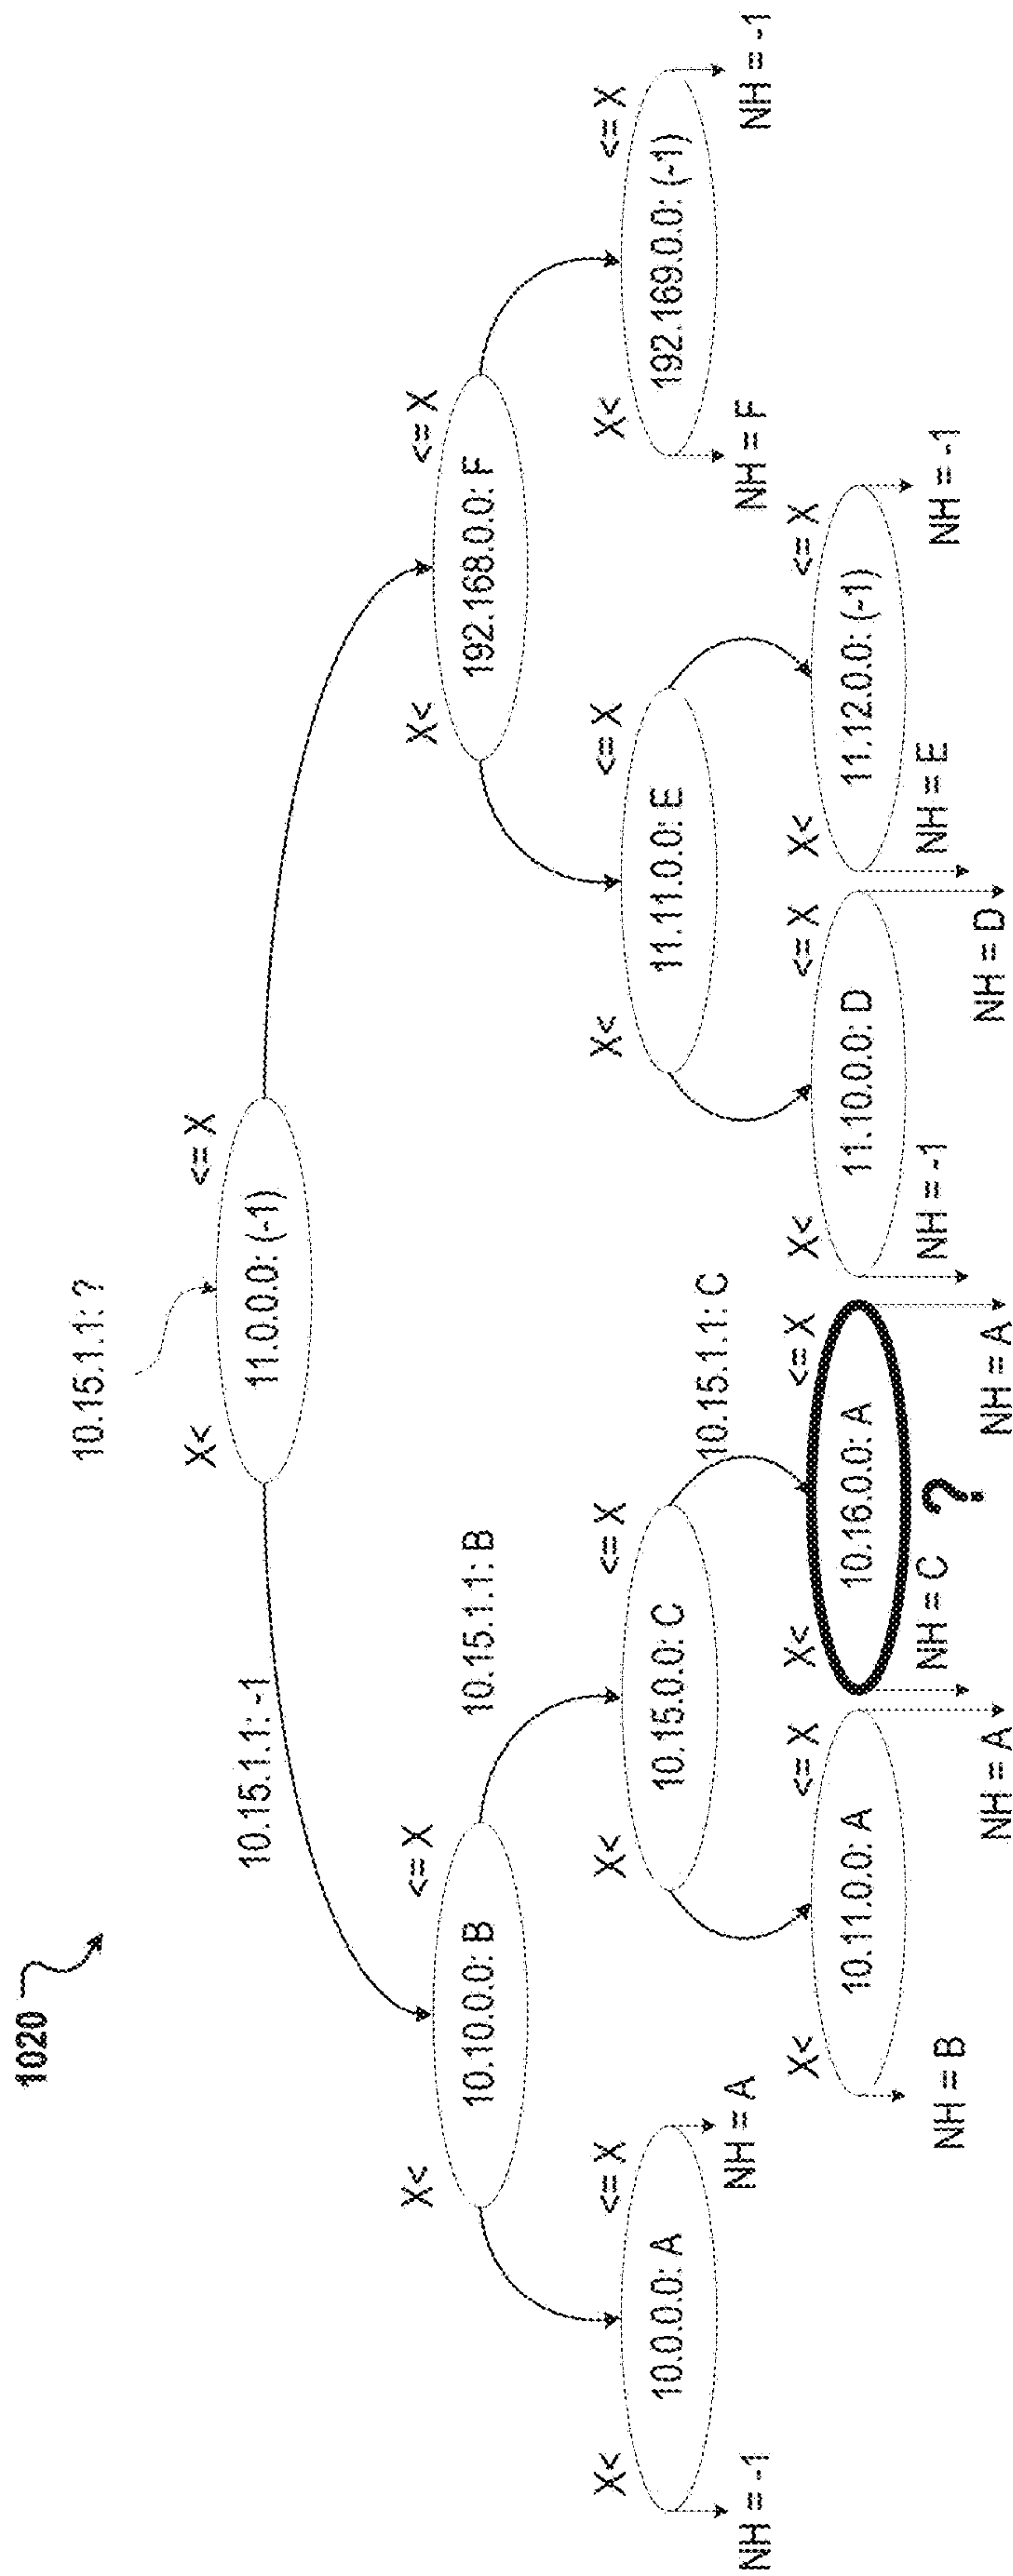 1020
10.15.1.1: ?
X<
<= X
11.0.0.0: (-1)
10.15.1.1: -1
X<
<= X
10.10.0.0: B
10.15.1.1: B
X<
<= X
192.168.0.0: F
X<
<= X
10.0.0.0: A
NH = -1
NH = A
X<
<= X
10.15.0.0: C
10.15.1.1: C
X<
<= X
11.11.0.0: E
X<
<= X
192.169.0.0: (-1)
NH = F
NH = -1
X<
<= X
10.11.0.0: A
NH = B
NH = A
X<
<= X
10.16.0.0: A
NH = C ?
NH = A
X<
<= X
11.10.0.0: D
NH = -1
NH = D
X<
<= X
11.12.0.0: (-1)
NH = E
NH = -1